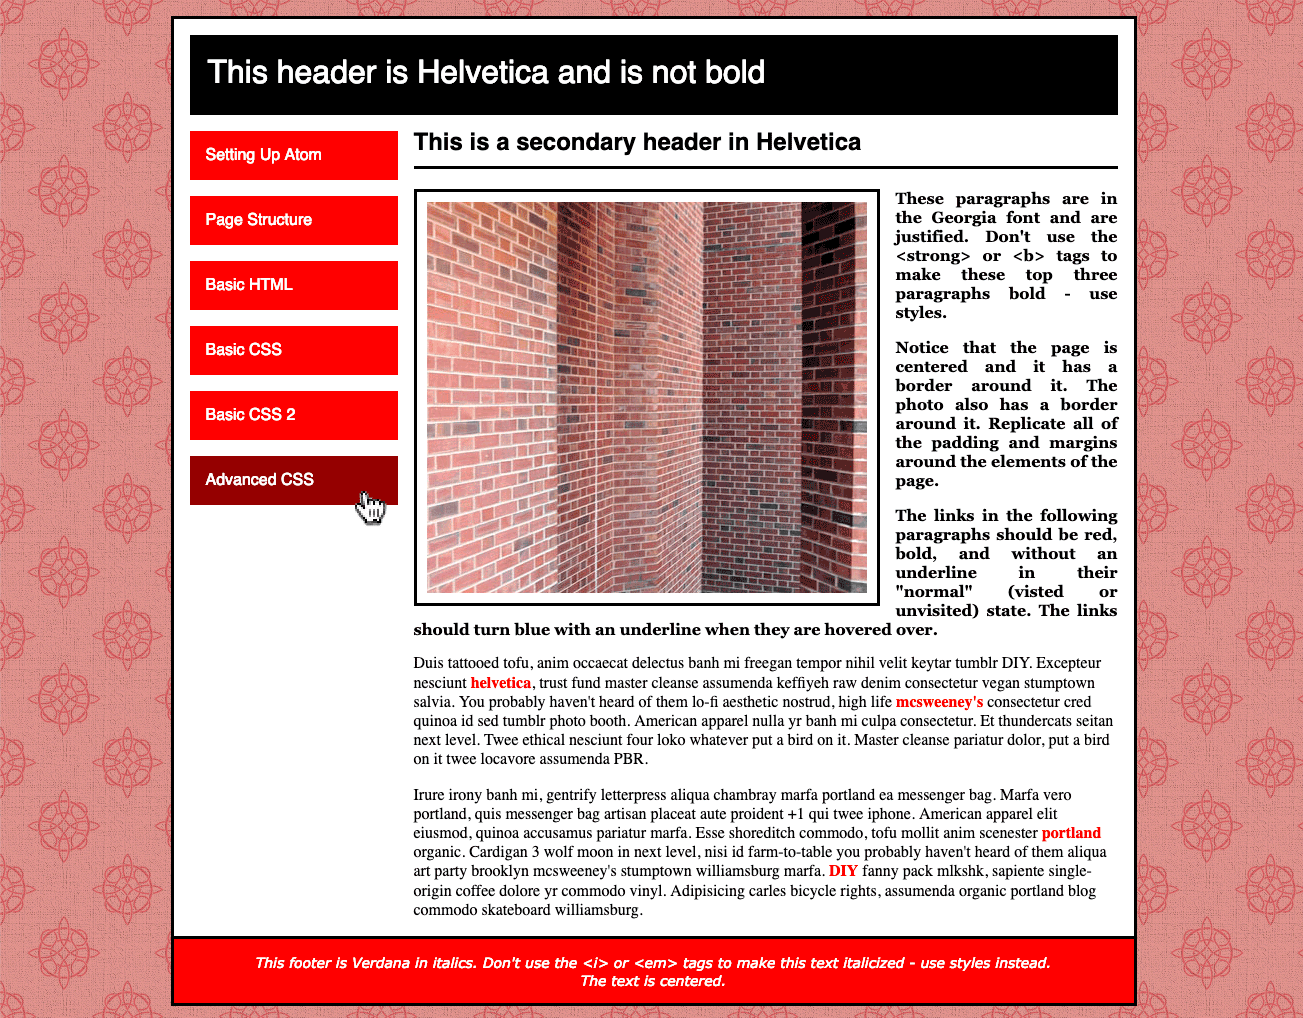 This header is Helvetica and is not bold
Setting Up Atom
Page Structure
Basic HTML
Basic CSS
Basic CSS 2
Advanced CSS
This is a secondary header in Helvetica
These paragraphs are in
the Georgia font and are
justified. Don't use the
<strong> or <b> tags to
make these top three
paragraphs bold - use
styles.
Notice that the page is
centered and it has a
border around it. The
photo also has a border
around it. Replicate all of
the padding and margins
around the elements of the
page.
The links in the following
paragraphs should be red,
bold, and without an
underline in their
"normal" (visted or
unvisited) state. The links
should turn blue with an underline when they are hovered over.
Duis tattooed tofu, anim occaecat delectus banh mi freegan tempor nihil velit keytar tumblr DIY. Excepteur
nesciunt helvetica, trust fund master cleanse assumenda keffiyeh raw denim consectetur vegan stumptown
salvia. You probably haven't heard of them lo-fi aesthetic nostrud, high life mcsweeney's consectetur cred
quinoa id sed tumblr photo booth. American apparel nulla yr banh mi culpa consectetur. Et thundercats seitan
next level. Twee ethical nesciunt four loko whatever put a bird on it. Master cleanse pariatur dolor, put a bird
on it twee locavore assumenda PBR.
Irure irony banh mi, gentrify letterpress aliqua chambray marfa portland ea messenger bag. Marfa vero
portland, quis messenger bag artisan placeat aute proident +1 qui twee iphone. American apparel elit
eiusmod, quinoa accusamus pariatur marfa. Esse shoreditch commodo, tofu mollit anim scenester portland
organic. Cardigan 3 wolf moon in next level, nisi id farm-to-table you probably haven't heard of them aliqua
art party brooklyn mcsweeney's stumptown williamsburg marfa. DIY fanny pack mlkshk, sapiente single-
origin coffee dolore yr commodo vinyl. Adipisicing carles bicycle rights, assumenda organic portland blog
commodo skateboard williamsburg.
This footer is Verdana in italics. Don't use the <i> or <em> tags to make this text italicized - use styles instead.
The text is centered.